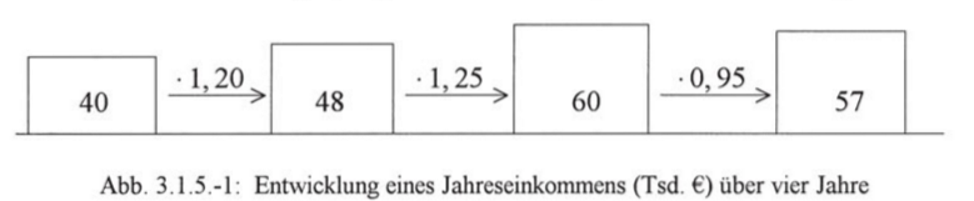 40 · 1,20 48 · 1,25 60 · 0,95 57
Abb. 3.1.5.-1: Entwicklung eines Jahreseinkommens (Tsd. €) über vier Jahre